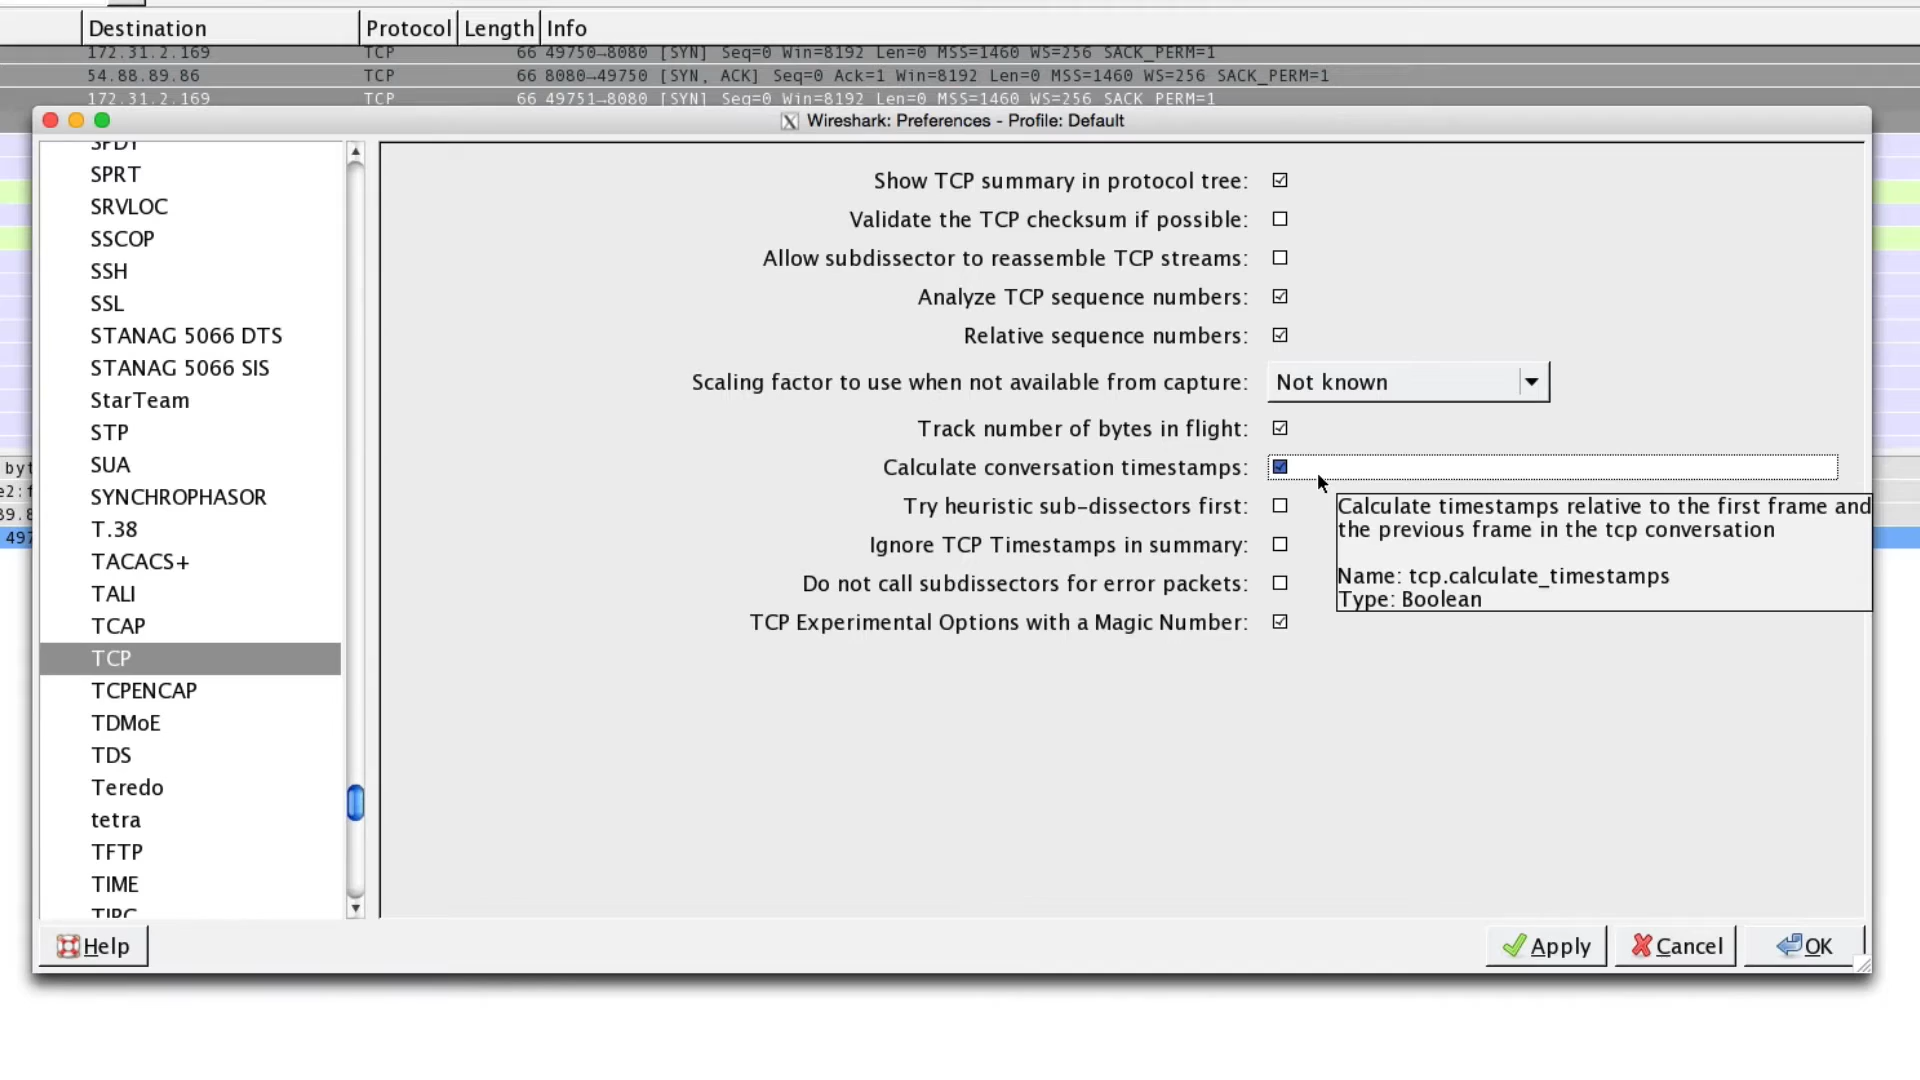 Destination Protocol Length Info
172.31.2.169 TCP 66 49750→8080 [SYN] Seq=0 Win=8192 Len=0 MSS=1460 WS=256 SACK_PERM=1
54.88.89.86 TCP 66 8080→49750 [SYN, ACK] Seq=0 Ack=1 Win=8192 Len=0 MSS=1460 WS=256 SACK_PERM=1
172.31.2.169 TCP 66 49751→8080 [SYN] Seq=0 Win=8192 Len=0 MSS=1460 WS=256 SACK_PERM=1
Wireshark: Preferences - Profile: Default
SPDY
SPRT
SRVLOC
SSCOP
SSH
SSL
STANAG 5066 DTS
STANAG 5066 SIS
StarTeam
STP
SUA
SYNCHROPHASOR
T.38
TACACS+
TALI
TCAP
TCP
TCPENCAP
TDMoE
TDS
Teredo
tetra
TFTP
TIME
TIPC
Show TCP summary in protocol tree:
Validate the TCP checksum if possible:
Allow subdissector to reassemble TCP streams:
Analyze TCP sequence numbers:
Relative sequence numbers:
Scaling factor to use when not available from capture: Not known
Track number of bytes in flight:
Calculate conversation timestamps:
Try heuristic sub-dissectors first:
Ignore TCP Timestamps in summary:
Do not call subdissectors for error packets:
TCP Experimental Options with a Magic Number:
Calculate timestamps relative to the first frame and
the previous frame in the tcp conversation
Name: tcp.calculate_timestamps
Type: Boolean
Help Apply Cancel OK